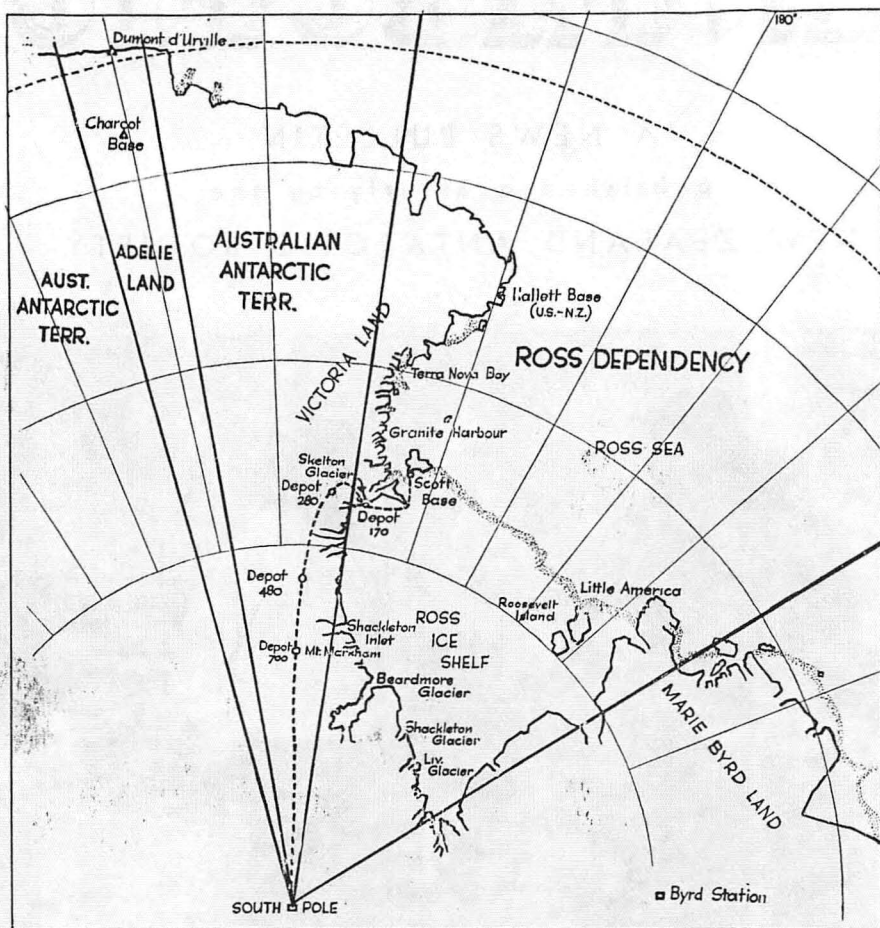 180°
Dumont d'Urville
Charcot
Base
AUST.
ANTARCTIC
TERR.
ADELIE
LAND
AUSTRALIAN
ANTARCTIC
TERR.
VICTORIA LAND
Hallett Base
(U.S.-N.Z.)
ROSS DEPENDENCY
Terra Nova Bay
Granite Harbour
ROSS SEA
Skelton
Glacier
Depot
280
Scott
Base
Depot
170
Depot
480
Little America
Roosevelt
Island
ROSS
ICE
SHELF
Shackleton
Inlet
Depot
700
Mt. Markham
Beardmore
Glacier
Shackleton
Glacier
Liv.
Glacier
MARIE BYRD LAND
Byrd Station
SOUTH POLE